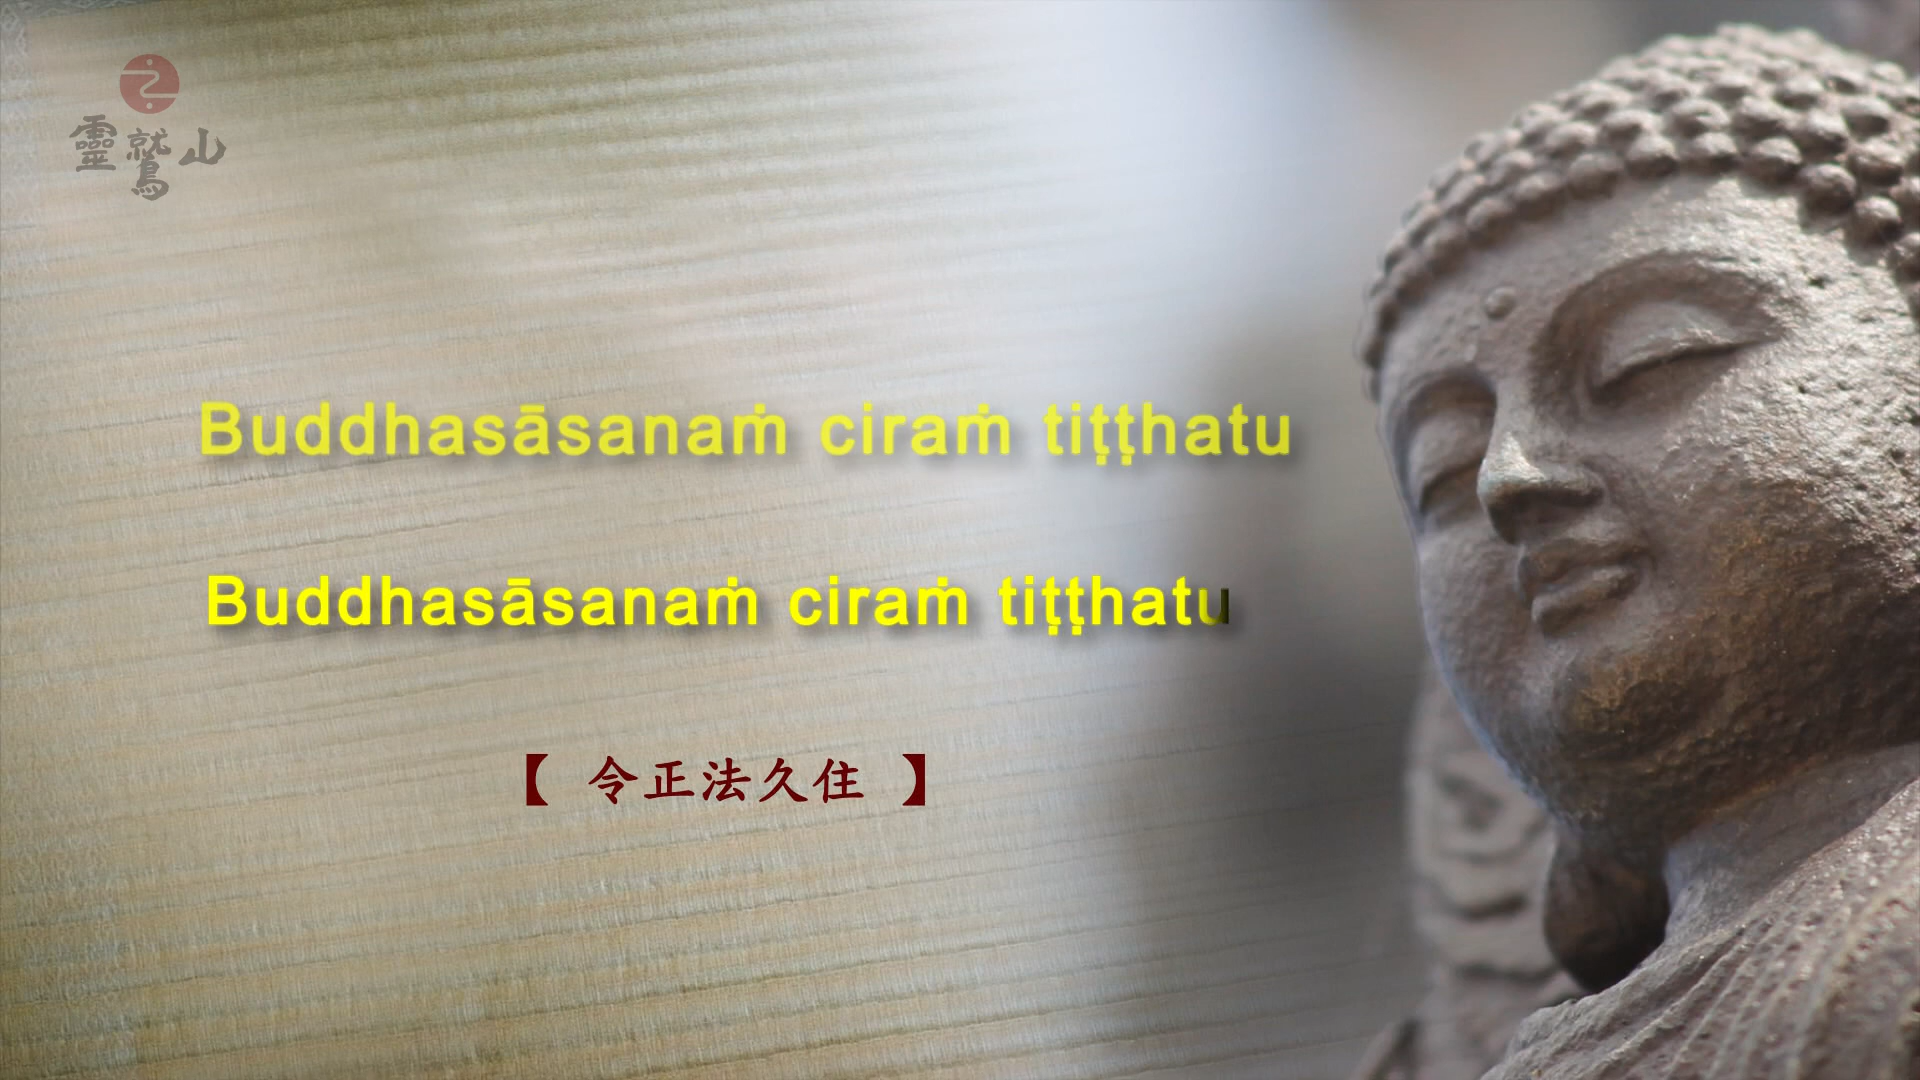 靈鷲山
Buddhasāsanaṁ ciraṁ tiṭṭhatu
Buddhasāsanaṁ ciraṁ tiṭṭhatu
【 令正法久住 】